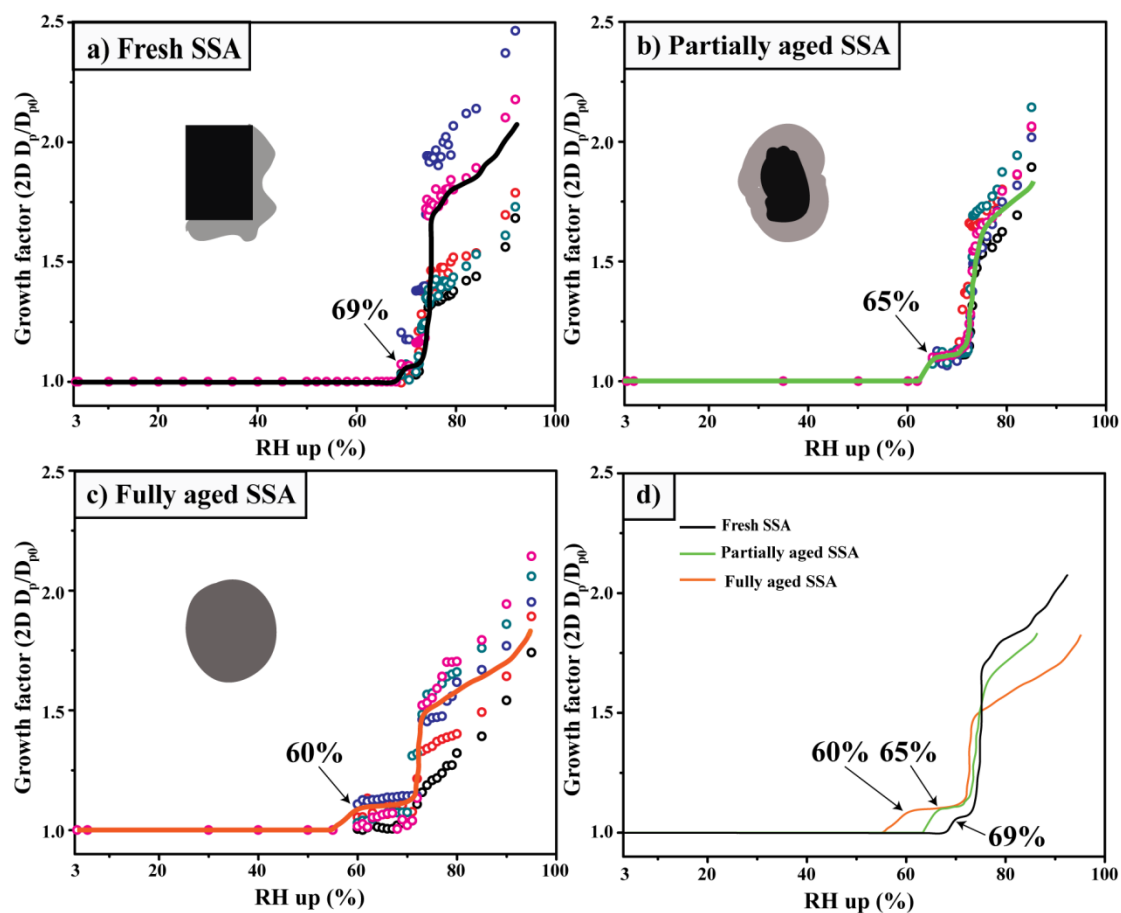 a) Fresh SSA
Growth factor (2D Dp/Dp0)
2.5
2.0
1.5
1.0
69%
3 20 40 60 80 100
RH up (%)
b) Partially aged SSA
Growth factor (2D Dp/Dp0)
2.5
2.0
1.5
1.0
65%
3 20 40 60 80 100
RH up (%)
c) Fully aged SSA
Growth factor (2D Dp/Dp0)
2.5
2.0
1.5
1.0
60%
3 20 40 60 80 100
RH up (%)
d)
Growth factor (2D Dp/Dp0)
2.5
2.0
1.5
1.0
Fresh SSA
Partially aged SSA
Fully aged SSA
60%
65%
69%
3 20 40 60 80 100
RH up (%)